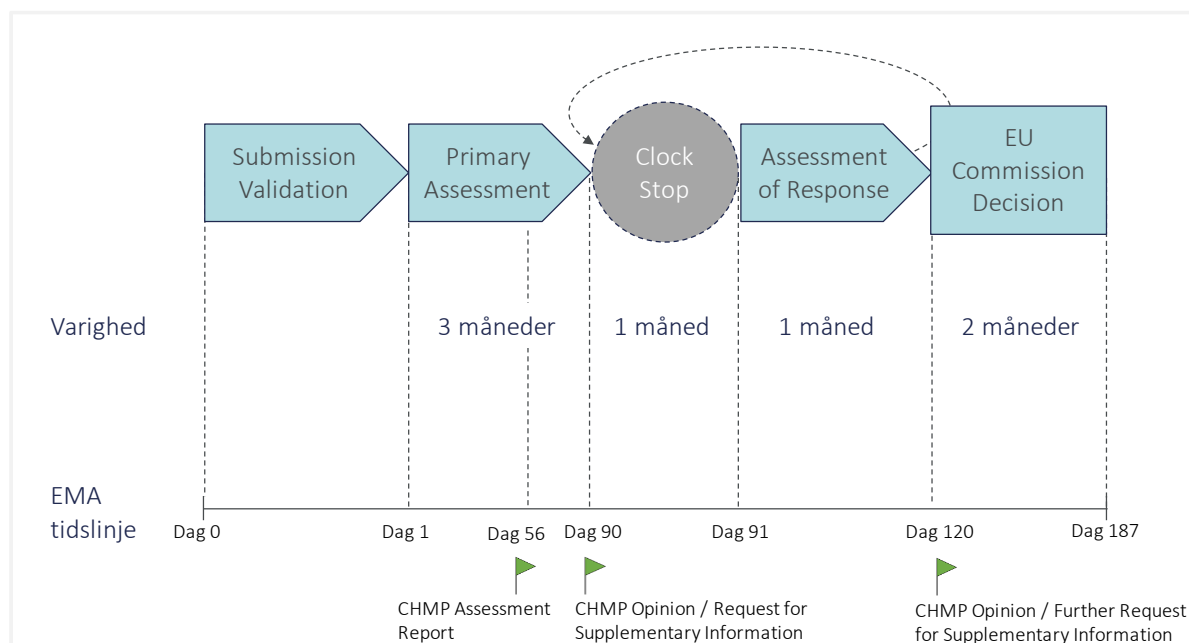 Submission
Validation
Primary
Assessment
Clock
Stop
Assessment
of Response
EU
Commission
Decision
Varighed
3 måneder
1 måned
1 måned
2 måneder
EMA
tidslinje
Dag 0
Dag 1
Dag 56
Dag 90
Dag 91
Dag 120
Dag 187
CHMP Assessment
Report
CHMP Opinion / Request for
Supplementary Information
CHMP Opinion / Further Request
for Supplementary Information